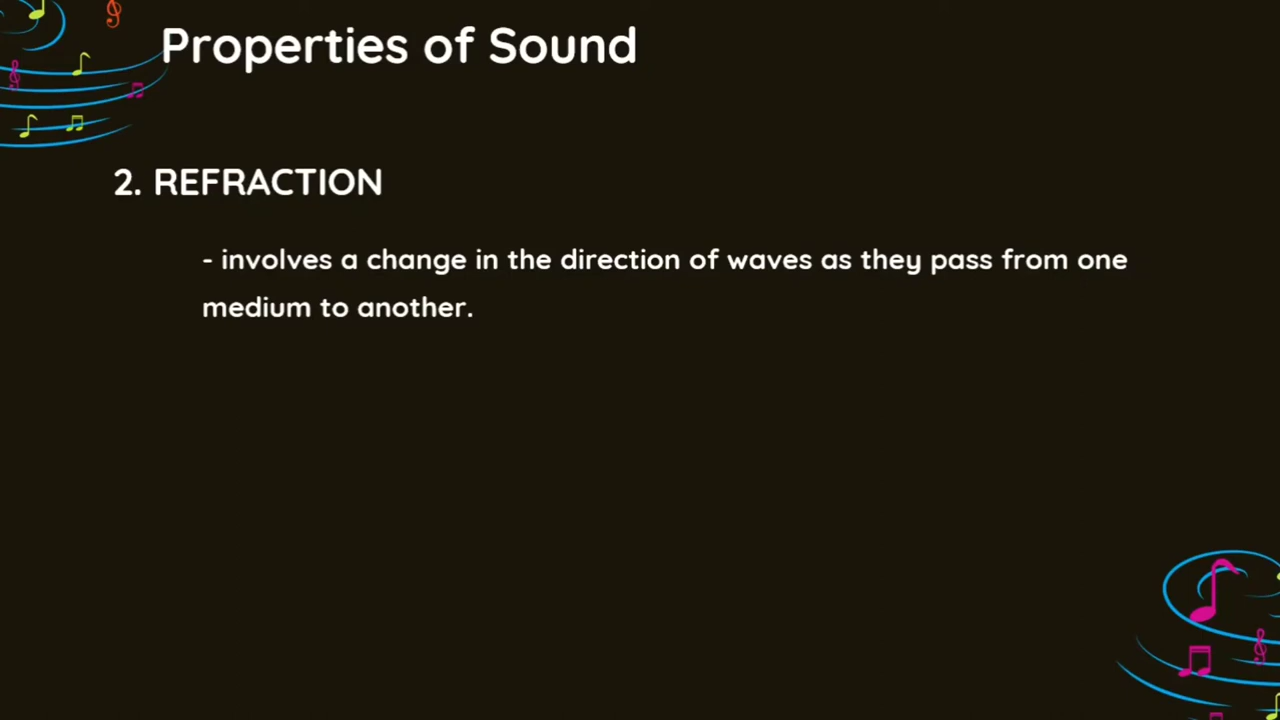 Properties of Sound
2. REFRACTION
- involves a change in the direction of waves as they pass from one
medium to another.